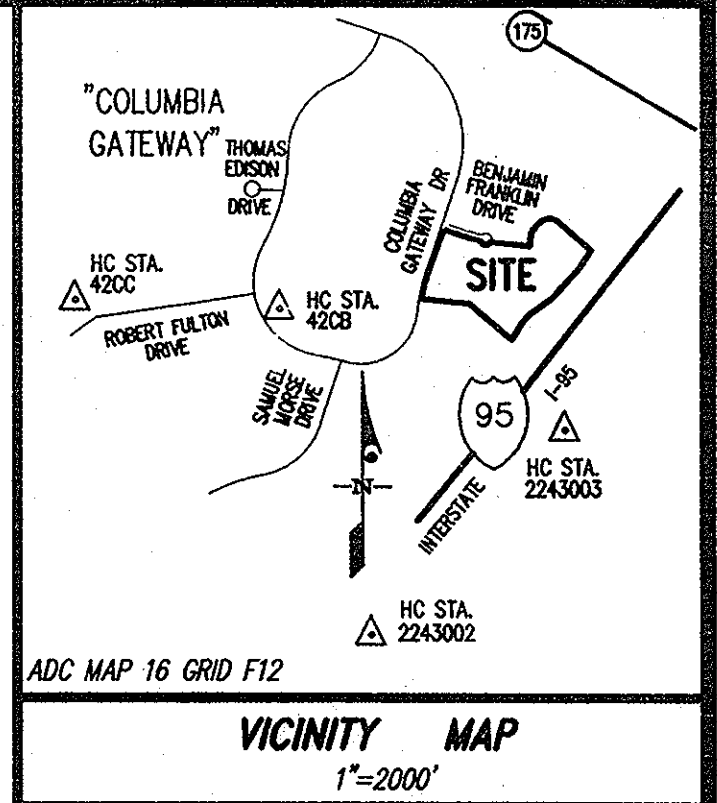 175
"COLUMBIA
GATEWAY"
THOMAS
EDISON
DRIVE
COLUMBIA
GATEWAY DR
BENJAMIN
FRANKLIN
DRIVE
SITE
HC STA.
42CC
HC STA.
42CB
ROBERT FULTON
DRIVE
SAMUEL
MORSE
DRIVE
I-95
95
INTERSTATE
HC STA.
2243003
-N-
HC STA.
2243002
ADC MAP 16 GRID F12
VICINITY MAP
1"=2000'